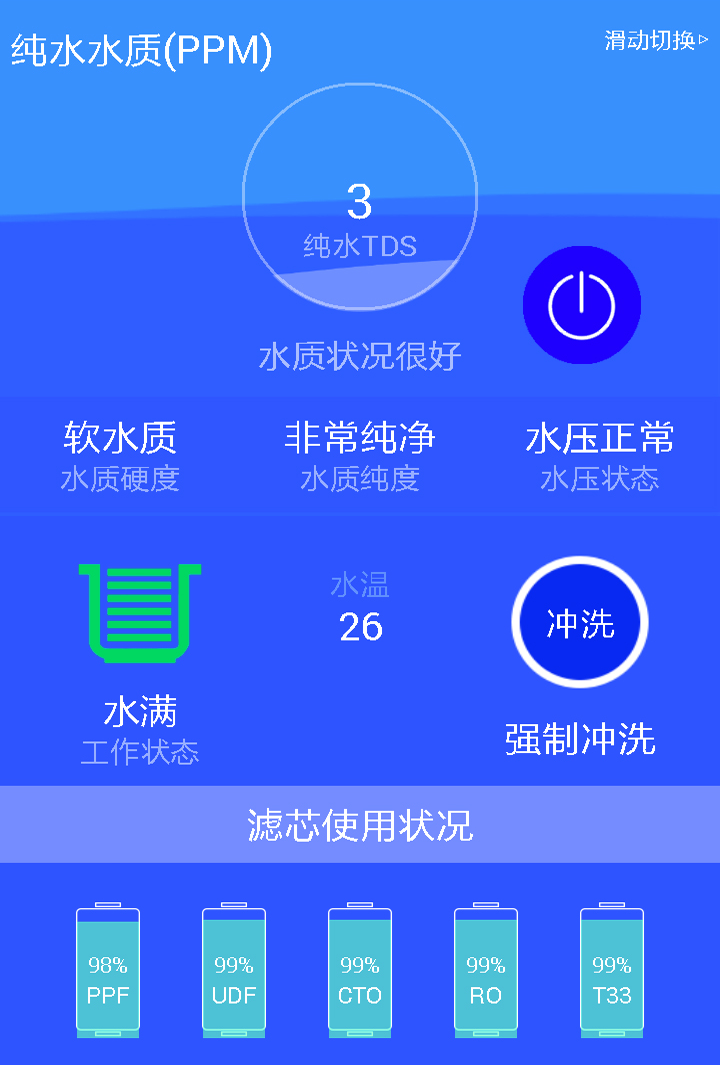 纯水水质(PPM)
滑动切换▷
3
纯水TDS
水质状况很好
软水质 非常纯净 水压正常
水质硬度 水质纯度 水压状态
水温
26
冲洗
水满
工作状态
强制冲洗
滤芯使用状况
98% 99% 99% 99% 99%
PPF UDF CTO RO T33